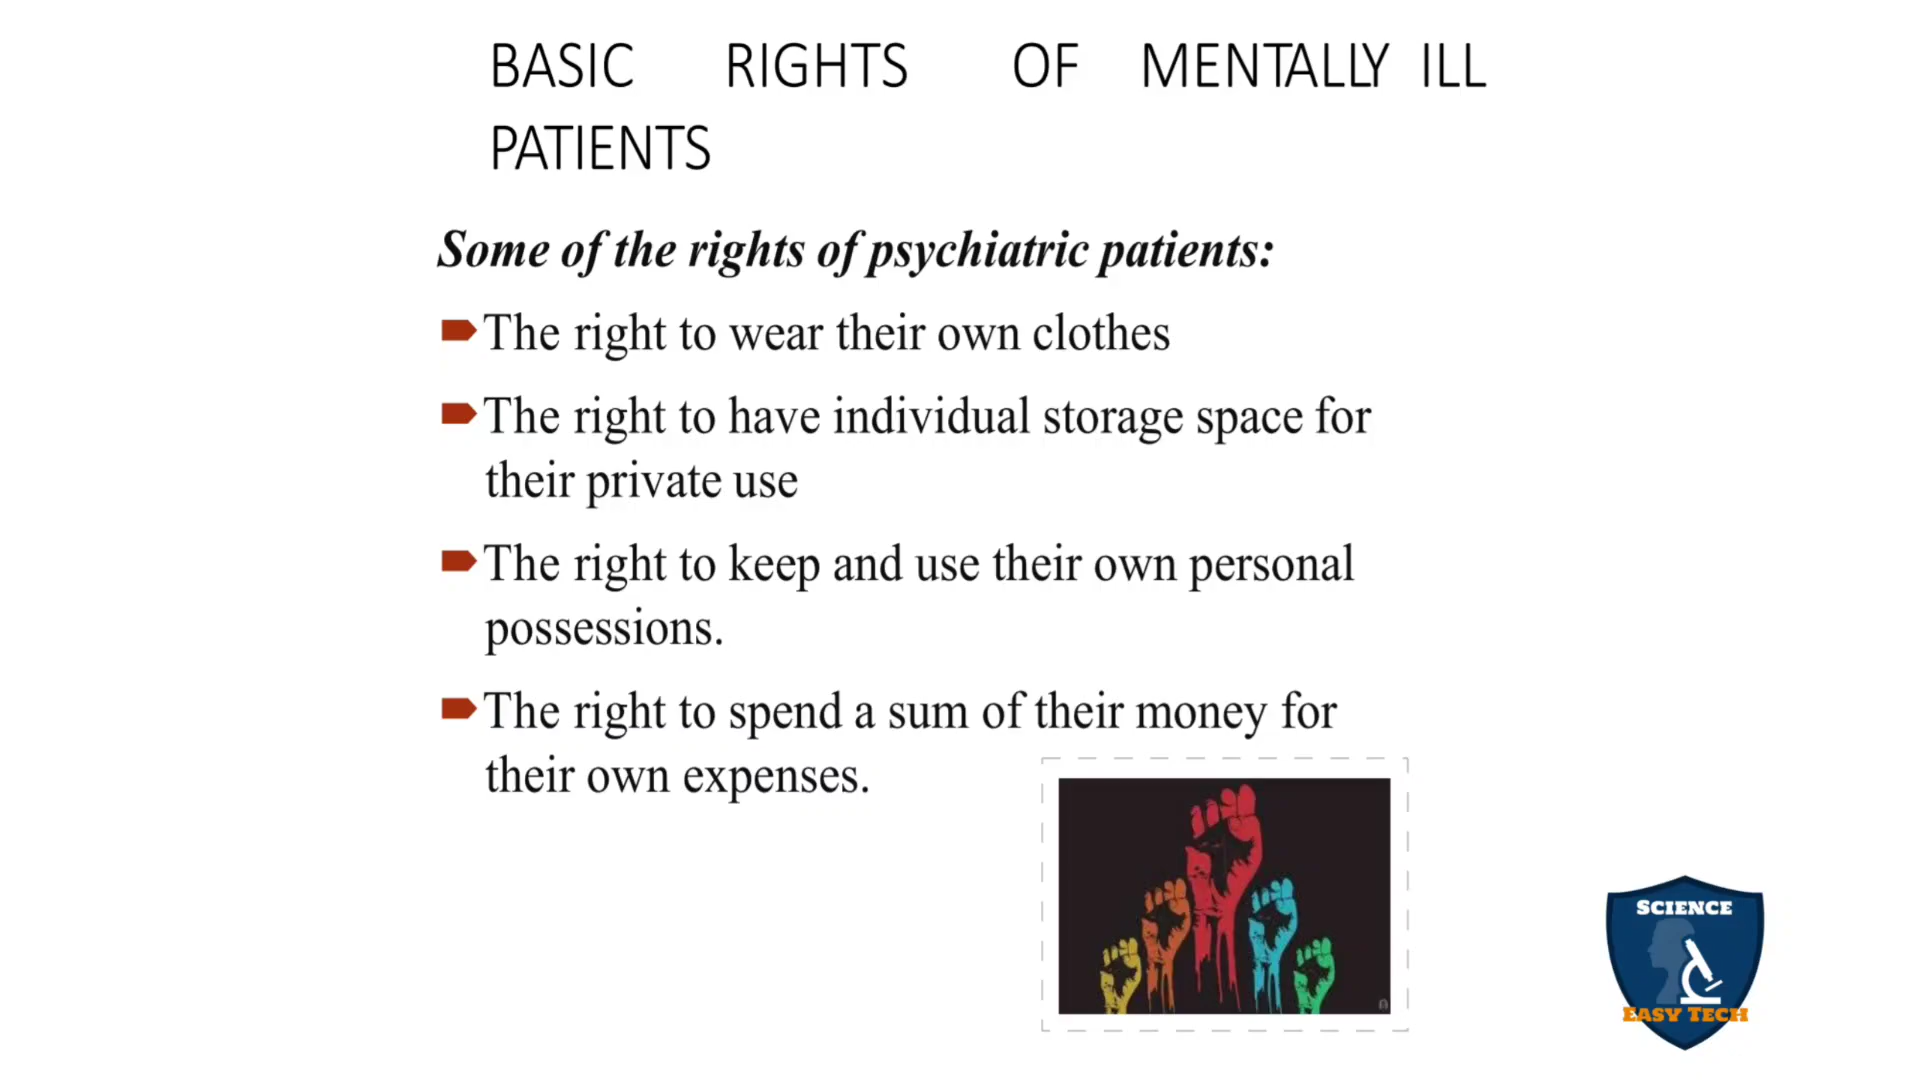 BASIC RIGHTS OF MENTALLY ILL
PATIENTS
Some of the rights of psychiatric patients:
The right to wear their own clothes
The right to have individual storage space for
their private use
The right to keep and use their own personal
possessions.
The right to spend a sum of their money for
their own expenses.
SCIENCE
EASY TECH